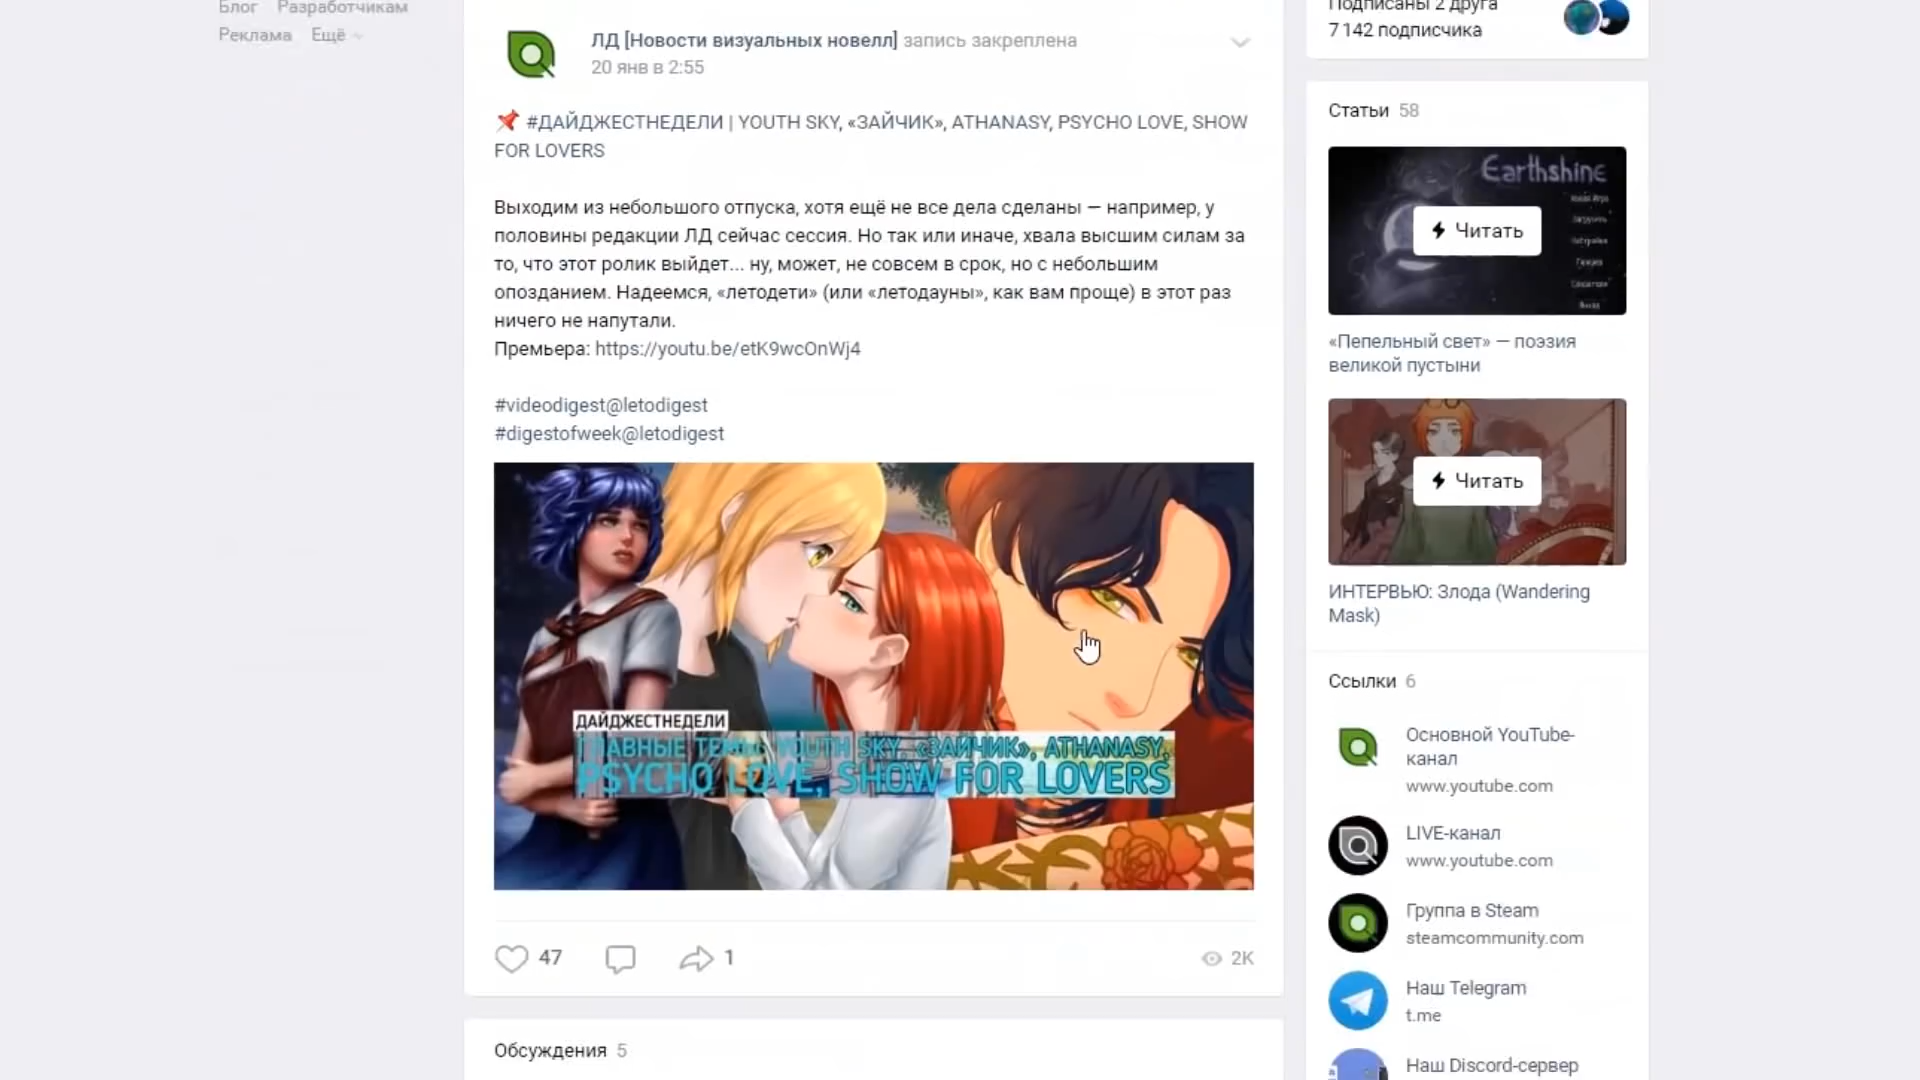 Блог Разработчикам
Реклама Ещё
ЛД [Новости визуальных новелл] запись закреплена
20 янв в 2:55
#ДАЙДЖЕСТНЕДЕЛИ | YOUTH SKY, «ЗАЙЧИК», ATHANASY, PSYCHO LOVE, SHOW
FOR LOVERS
Выходим из небольшого отпуска, хотя ещё не все дела сделаны — например, у
половины редакции ЛД сейчас сессия. Но так или иначе, хвала высшим силам за
то, что этот ролик выйдет... ну, может, не совсем в срок, но с небольшим
опозданием. Надеемся, «летодети» (или «летодауны», как вам проще) в этот раз
ничего не напутали.
Премьера: https://youtu.be/etK9wcOnWj4
#videodigest@letodigest
#digestofweek@letodigest
ДАЙДЖЕСТНЕДЕЛИ
ГЛАВНЫЕ ТЕМЫ: YOUTH SKY, «ЗАЙЧИК», ATHANASY,
PSYCHO LOVE, SHOW FOR LOVERS
47
1
2K
Обсуждения 5
Подписаны 2 друга
7 142 подписчика
Статьи 58
Earthshine
Читать
«Пепельный свет» — поэзия
великой пустыни
Читать
ИНТЕРВЬЮ: Злода (Wandering
Mask)
Ссылки 6
Основной YouTube-
канал
www.youtube.com
LIVE-канал
www.youtube.com
Группа в Steam
steamcommunity.com
Наш Telegram
t.me
Наш Discord-сервер